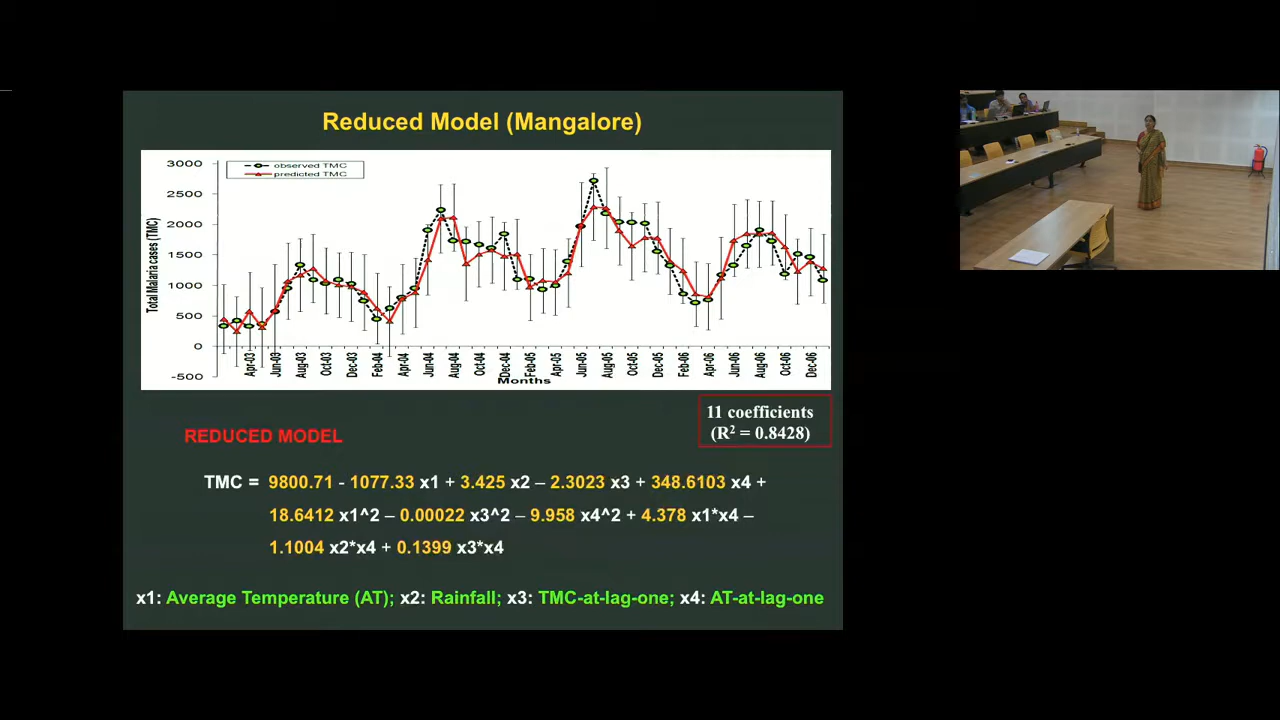 Reduced Model (Mangalore)
3000
2500
2000
1500
1000
500
0
-500
observed TMC
predicted TMC
Total Malaria cases (TMC)
Apr-03 Jun-03 Aug-03 Oct-03 Dec-03 Feb-04 Apr-04 Jun-04 Aug-04 Oct-04 Dec-04 Feb-05 Apr-05 Jun-05 Aug-05 Oct-05 Dec-05 Feb-06 Apr-06 Jun-06 Aug-06 Oct-06 Dec-06
Months
11 coefficients
(R² = 0.8428)
REDUCED MODEL
TMC = 9800.71 - 1077.33 x1 + 3.425 x2 – 2.3023 x3 + 348.6103 x4 +
18.6412 x1^2 – 0.00022 x3^2 – 9.958 x4^2 + 4.378 x1*x4 –
1.1004 x2*x4 + 0.1399 x3*x4
x1: Average Temperature (AT); x2: Rainfall; x3: TMC-at-lag-one; x4: AT-at-lag-one